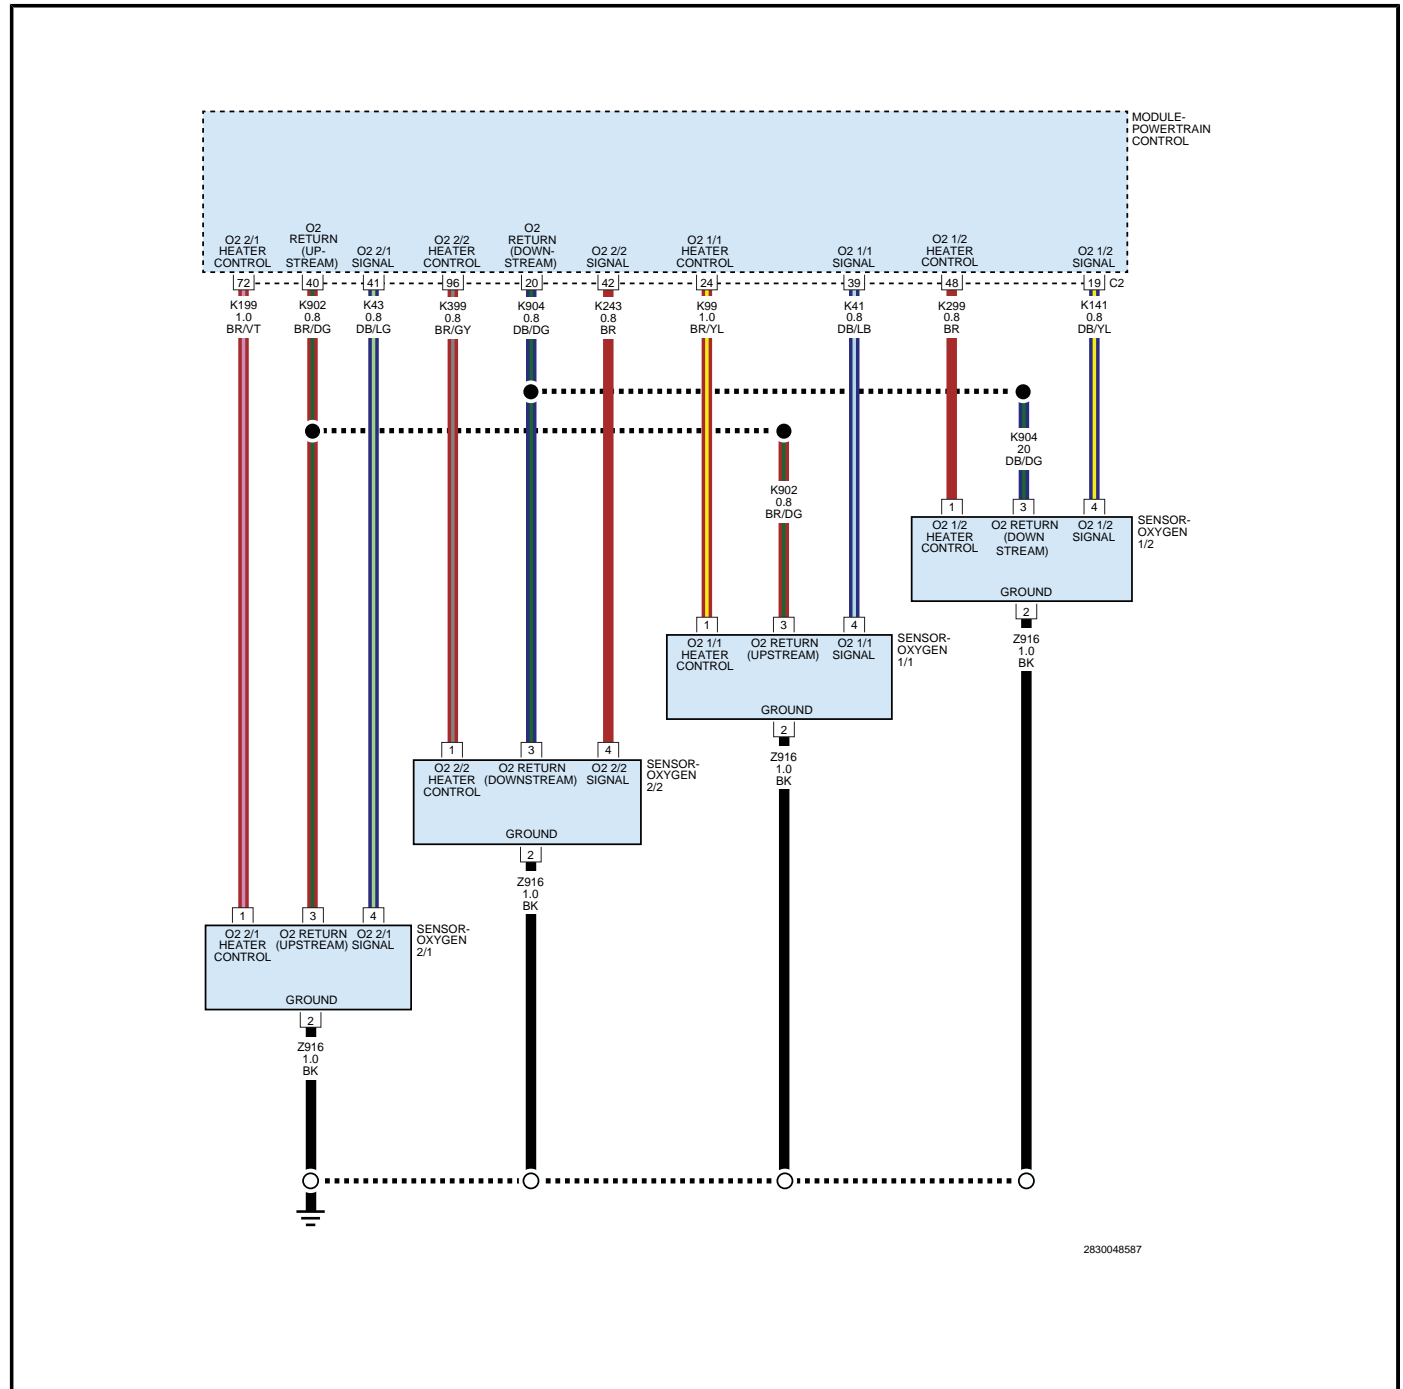 MODULE-
POWERTRAIN
CONTROL
O2 2/1
HEATER
CONTROL
O2
RETURN
(UP-
STREAM)
O2 2/1
SIGNAL
O2 2/2
HEATER
CONTROL
O2
RETURN
(DOWN-
STREAM)
O2 2/2
SIGNAL
O2 1/1
HEATER
CONTROL
O2 1/1
SIGNAL
O2 1/2
HEATER
CONTROL
O2 1/2
SIGNAL
72 40 41 96 20 42 24 39 48 19 C2
K199
1.0
BR/VT
K902
0.8
BR/DG
K43
0.8
DB/LG
K399
0.8
BR/GY
K904
0.8
DB/DG
K243
0.8
BR
K99
1.0
BR/YL
K41
0.8
DB/LB
K299
0.8
BR
K141
0.8
DB/YL
K904
20
DB/DG
K902
0.8
BR/DG
1 3 4
O2 1/2
HEATER
CONTROL
O2 RETURN
(DOWN
STREAM)
O2 1/2
SIGNAL
SENSOR-
OXYGEN
1/2
GROUND
2
Z916
1.0
BK
1 3 4
O2 1/1
HEATER
CONTROL
O2 RETURN
(UPSTREAM)
O2 1/1
SIGNAL
SENSOR-
OXYGEN
1/1
GROUND
2
Z916
1.0
BK
1 3 4
O2 2/2
HEATER
CONTROL
O2 RETURN
(DOWNSTREAM)
O2 2/2
SIGNAL
SENSOR-
OXYGEN
2/2
GROUND
2
Z916
1.0
BK
1 3 4
O2 2/1
HEATER
CONTROL
O2 RETURN
(UPSTREAM)
O2 2/1
SIGNAL
SENSOR-
OXYGEN
2/1
GROUND
2
Z916
1.0
BK
2830048587